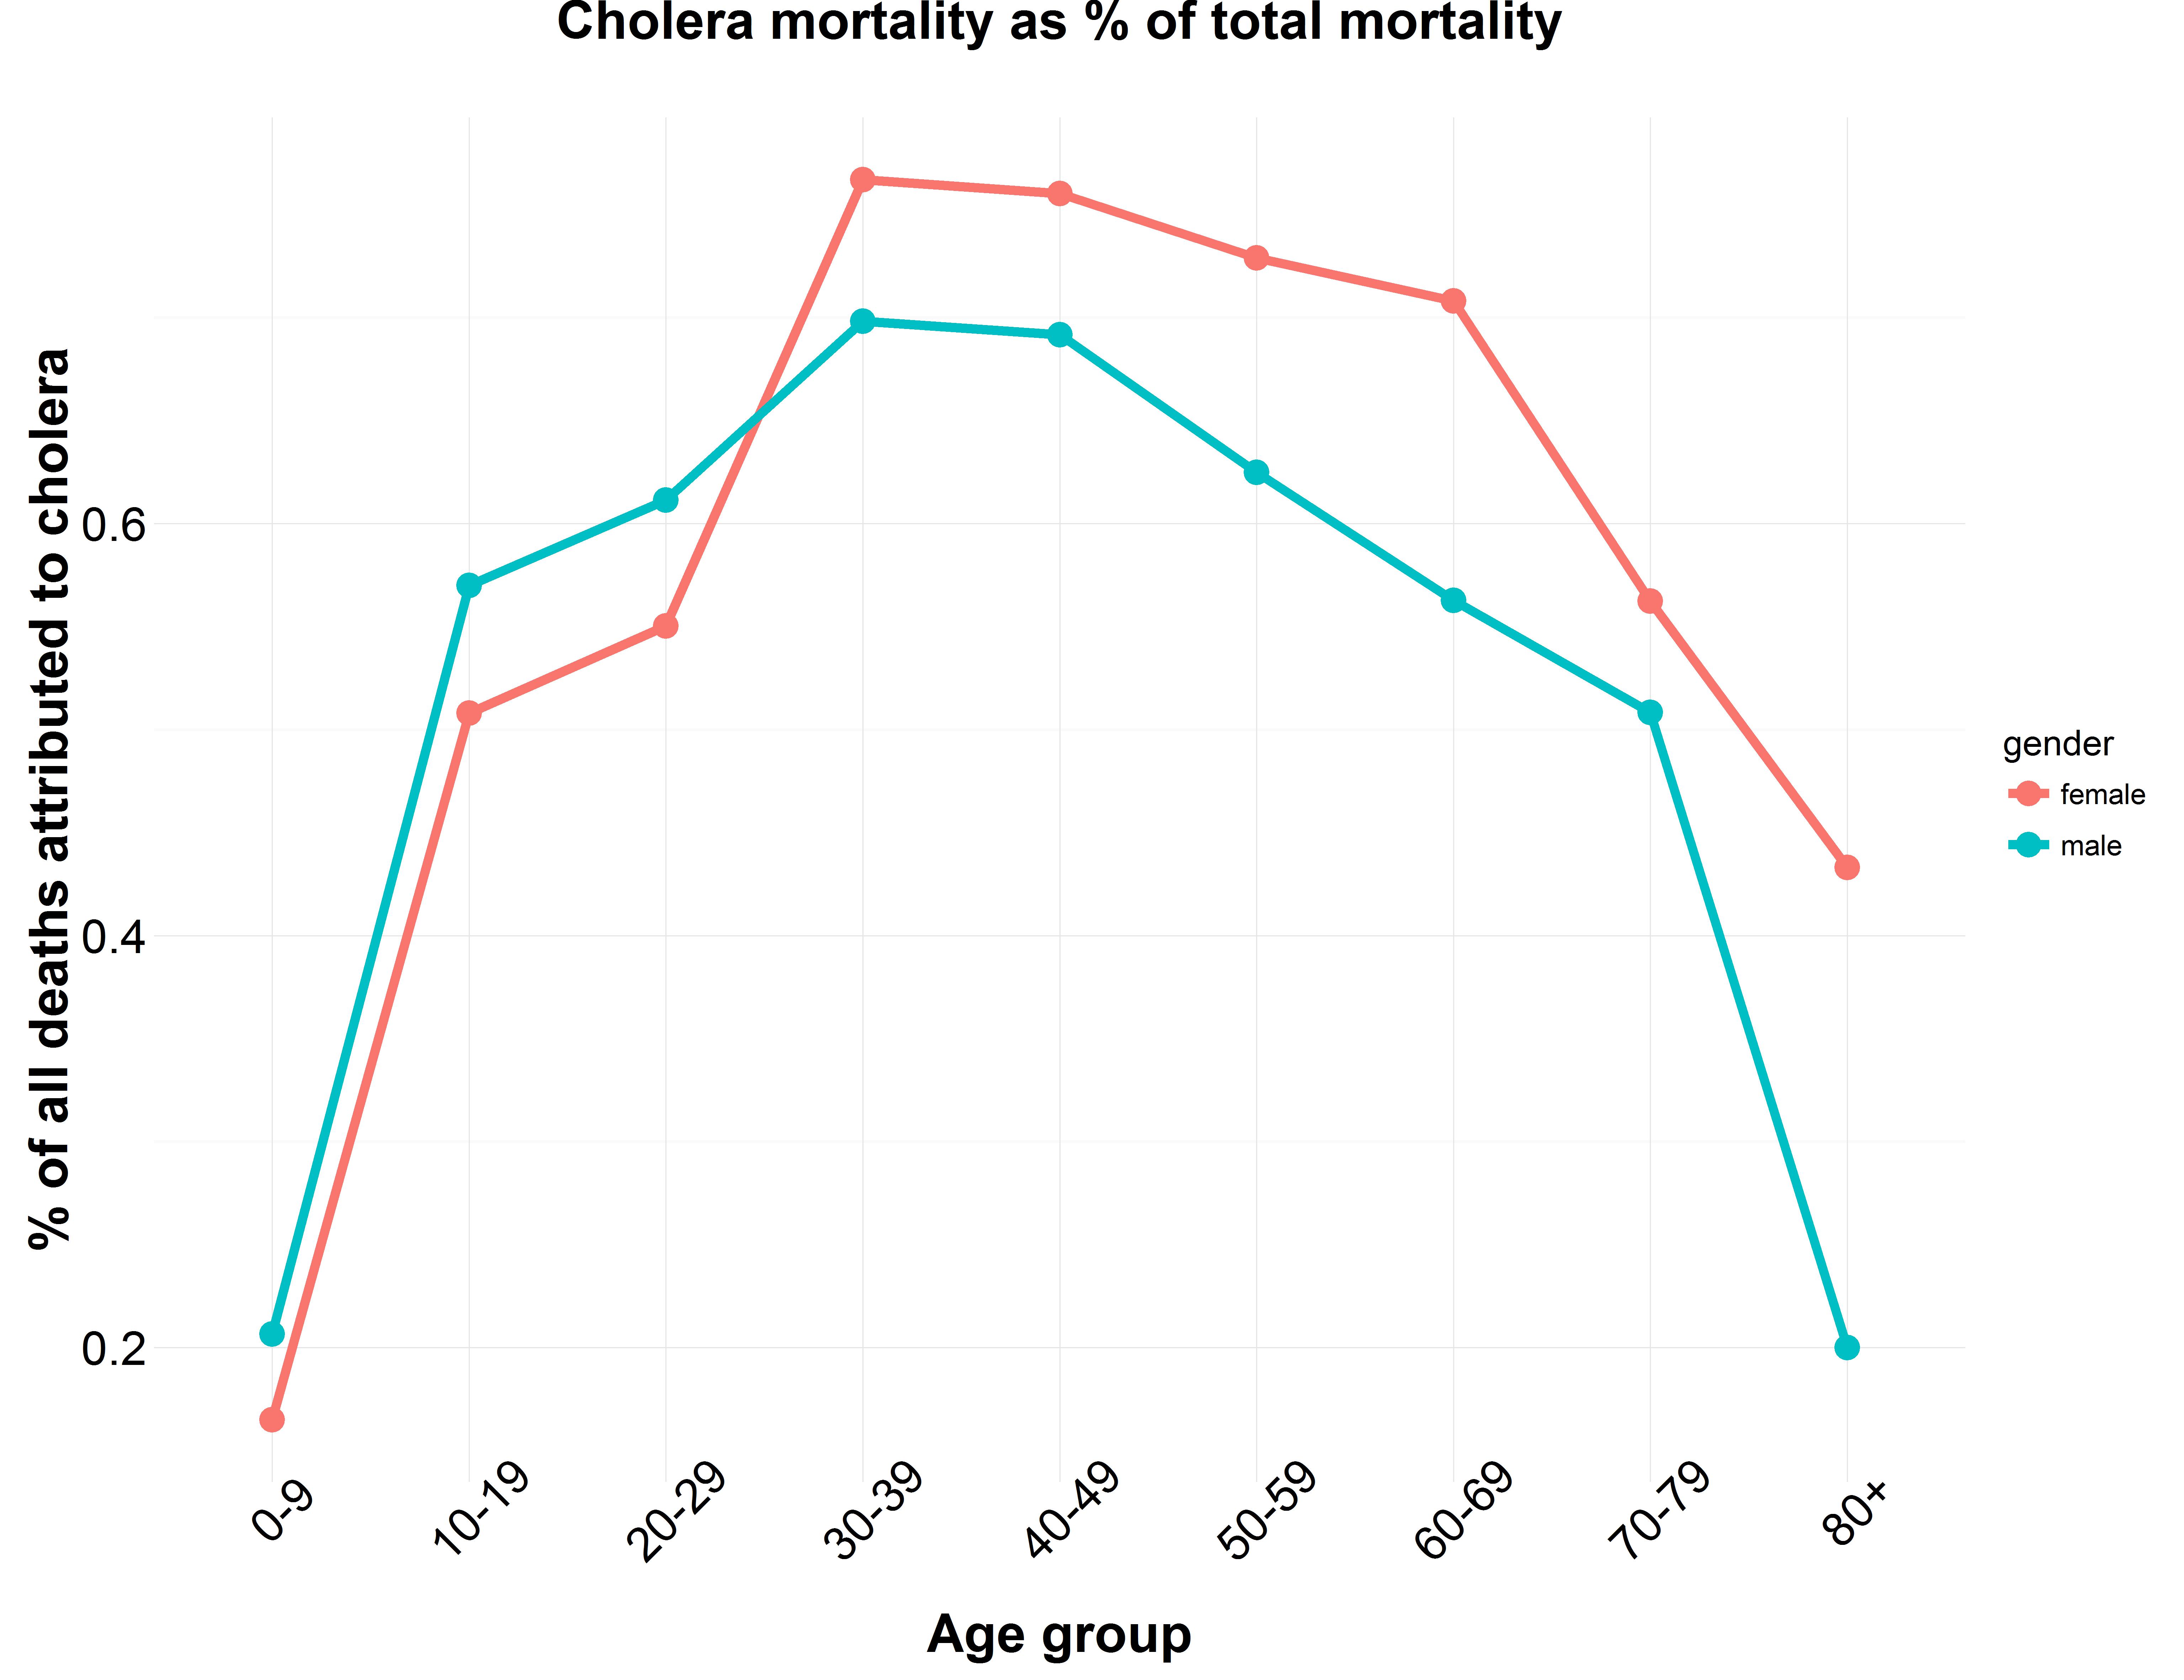 Cholera mortality as % of total mortality
% of all deaths attributed to cholera
0.6
0.4
0.2
0-9
10-19
20-29
30-39
40-49
50-59
60-69
70-79
80+
Age group
gender
female
male